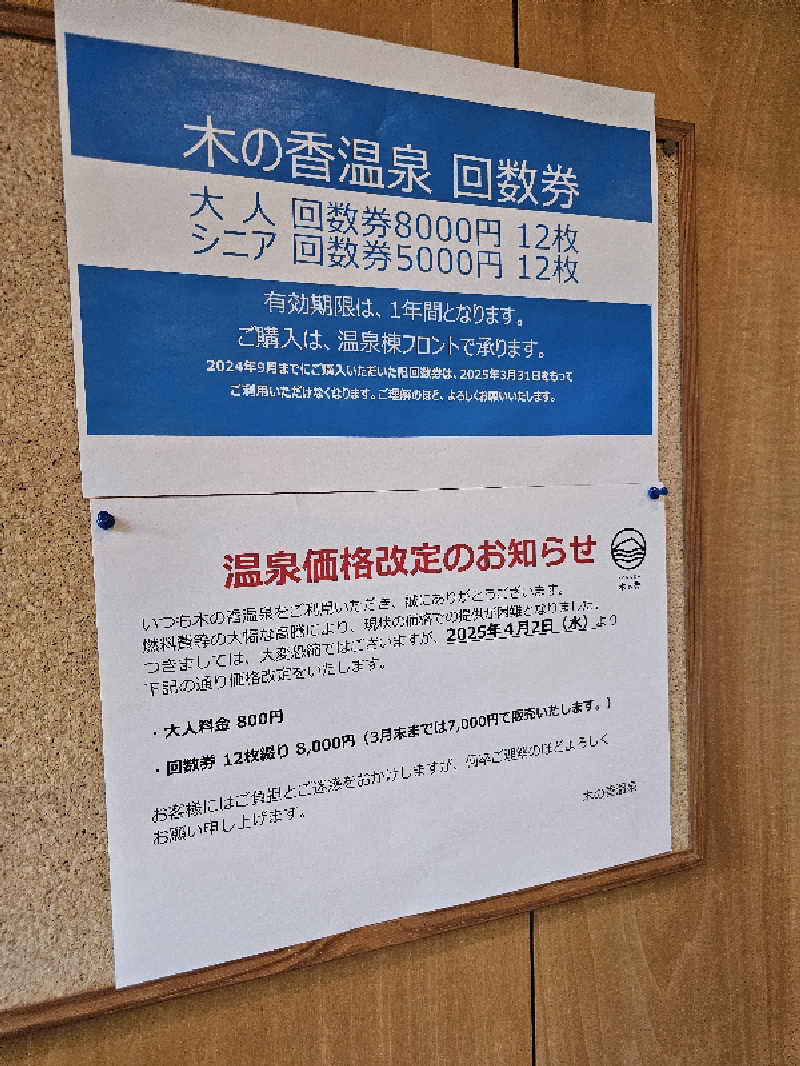 木の香温泉 回数券
大人 回数券8000円 12枚
シニア 回数券5000円 12枚
有効期限は、1年間となります。
ご購入は、温泉棟フロントで承ります。
2024年9月までにご購入いただいた旧回数券は、2025年3月31日をもって
ご利用いただけなくなります。ご理解のほど、よろしくお願いいたします。
温泉価格改定のお知らせ
木の香
いつも木の香温泉をご利用いただき、誠にありがとうございます。
燃料費等の大幅な高騰により、現状の価格での提供が困難となりました。
つきましては、大変恐縮ではございますが、2025年4月2日（水）より
下記の通り価格改定をいたします。
・大人料金 800円
・回数券 12枚綴り 8,000円（3月末までは7,000円で販売いたします。）
お客様にはご負担とご迷惑をおかけしますが、何卒ご理解のほどよろしく
お願い申し上げます。
木の香温泉